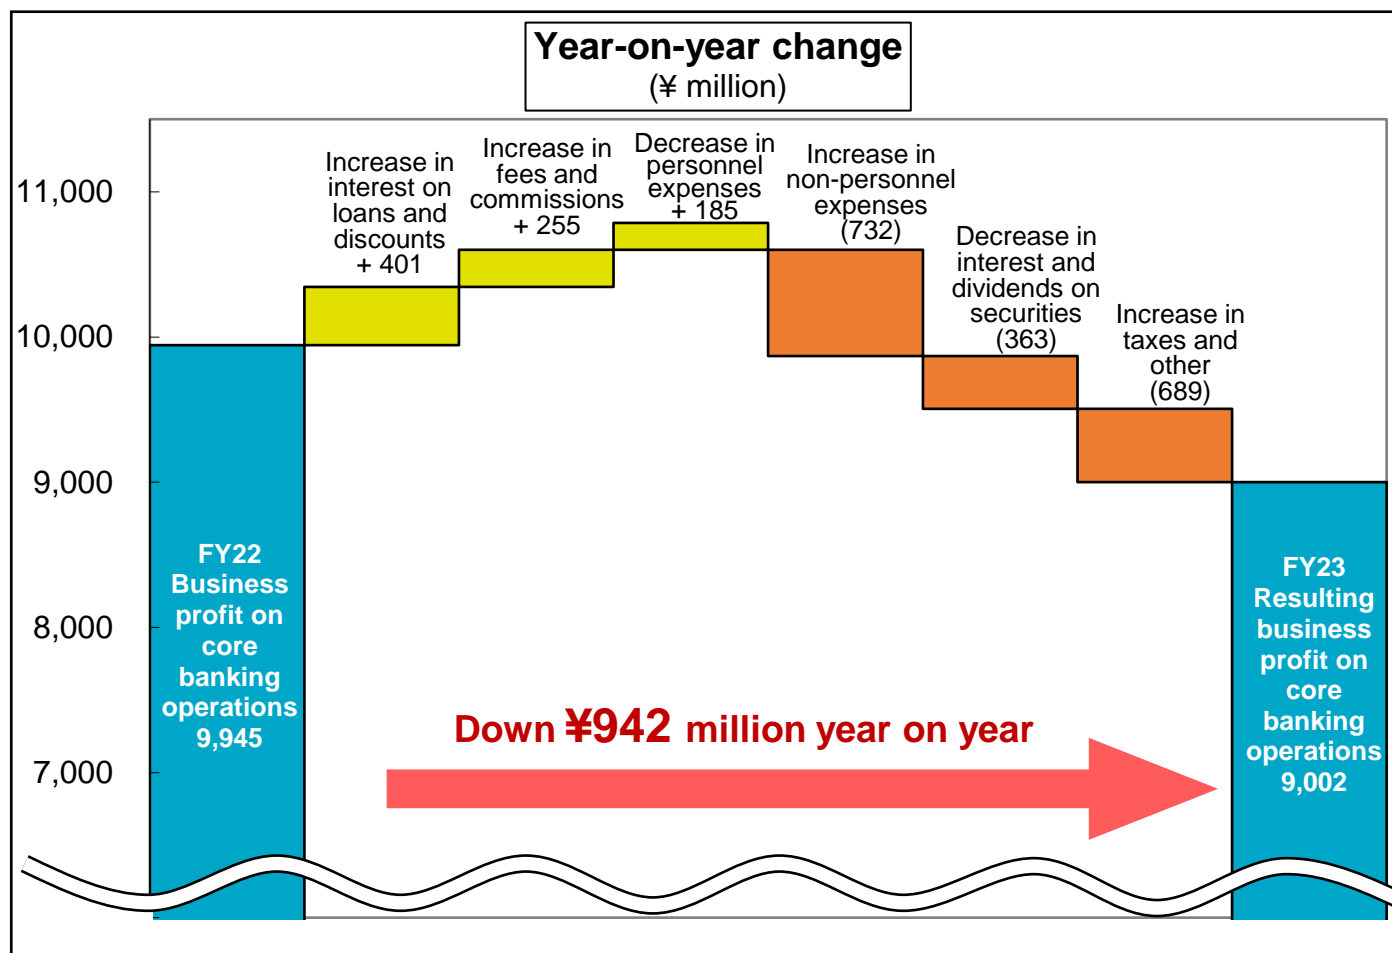 Year-on-year change
(¥ million)
11,000
10,000
9,000
8,000
7,000
Increase in
interest on
loans and
discounts
+ 401
Increase in
fees and
commissions
+ 255
Decrease in
personnel
expenses
+ 185
Increase in
non-personnel
expenses
(732)
Decrease in
interest and
dividends on
securities
(363)
Increase in
taxes and
other
(689)
FY22
Business
profit on
core
banking
operations
9,945
Down ¥942 million year on year
FY23
Resulting
business
profit on
core
banking
operations
9,002